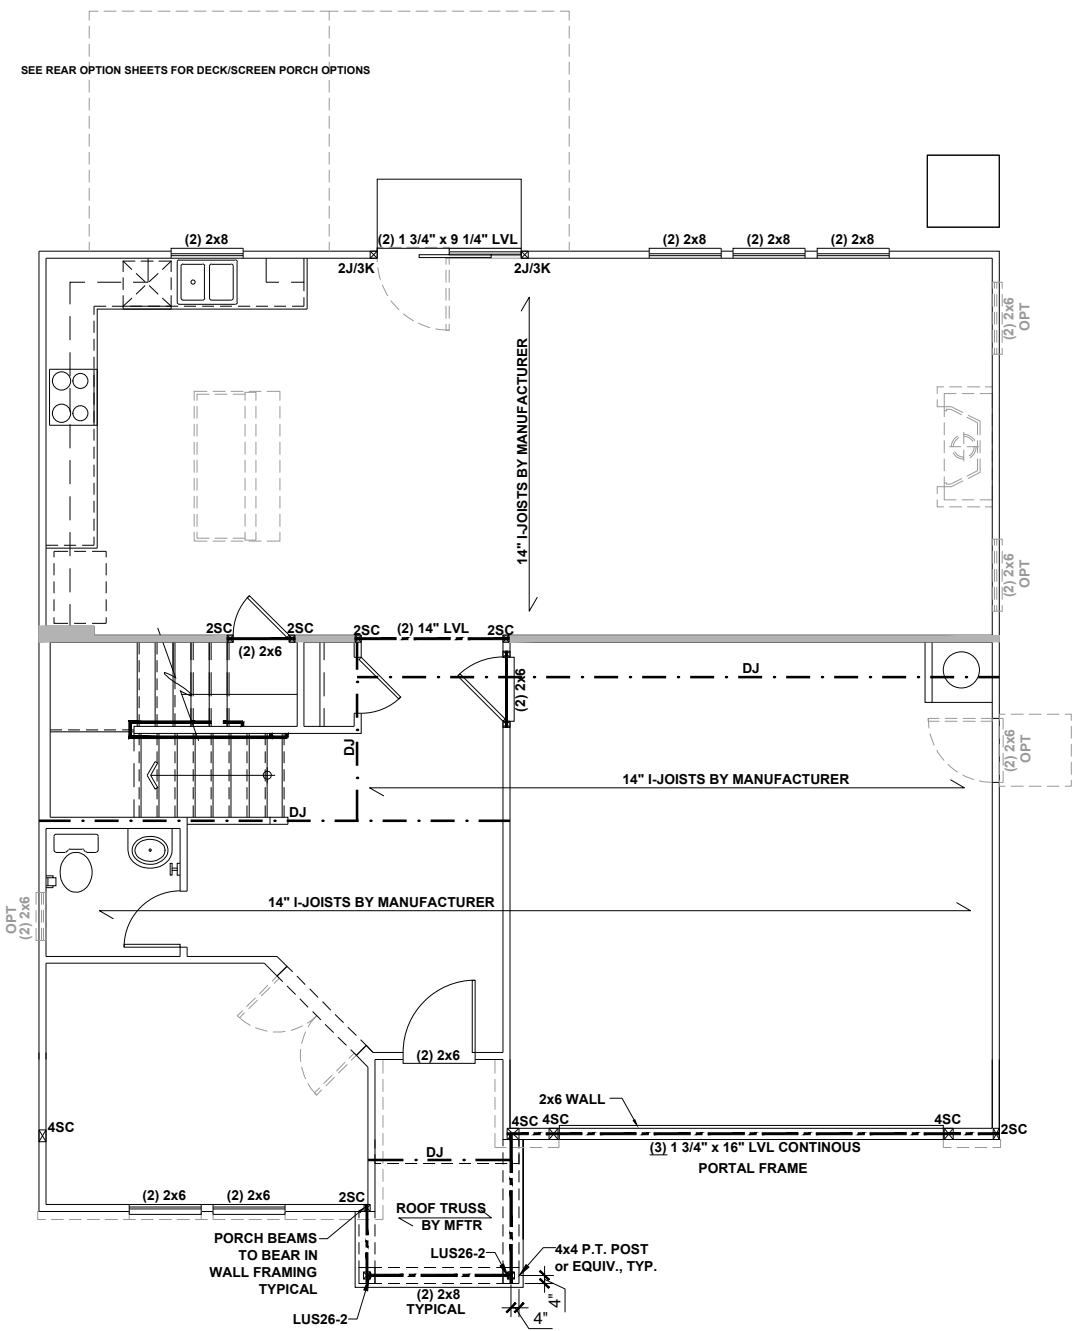 SEE REAR OPTION SHEETS FOR DECK/SCREEN PORCH OPTIONS
(2) 2x8
(2) 1 3/4" x 9 1/4" LVL
(2) 2x8
(2) 2x8
(2) 2x8
2J/3K
2J/3K
(2) 2x6
OPT
14" I-JOISTS BY MANUFACTURER
(2) 2x6
OPT
2SC
2SC
2SC
(2) 14" LVL
2SC
(2) 2x6
(2) 2x6
DJ
DJ
(2) 2x6
OPT
14" I-JOISTS BY MANUFACTURER
DJ
OPT
(2) 2x6
14" I-JOISTS BY MANUFACTURER
(2) 2x6
2x6 WALL
4SC
4SC
4SC
4SC
2SC
(3) 1 3/4" x 16" LVL CONTINOUS
PORTAL FRAME
DJ
(2) 2x6
(2) 2x6
2SC
ROOF TRUSS
BY MFTR
PORCH BEAMS
TO BEAR IN
WALL FRAMING
TYPICAL
LUS26-2
4x4 P.T. POST
or EQUIV., TYP.
(2) 2x8
TYPICAL
LUS26-2
4"
4"